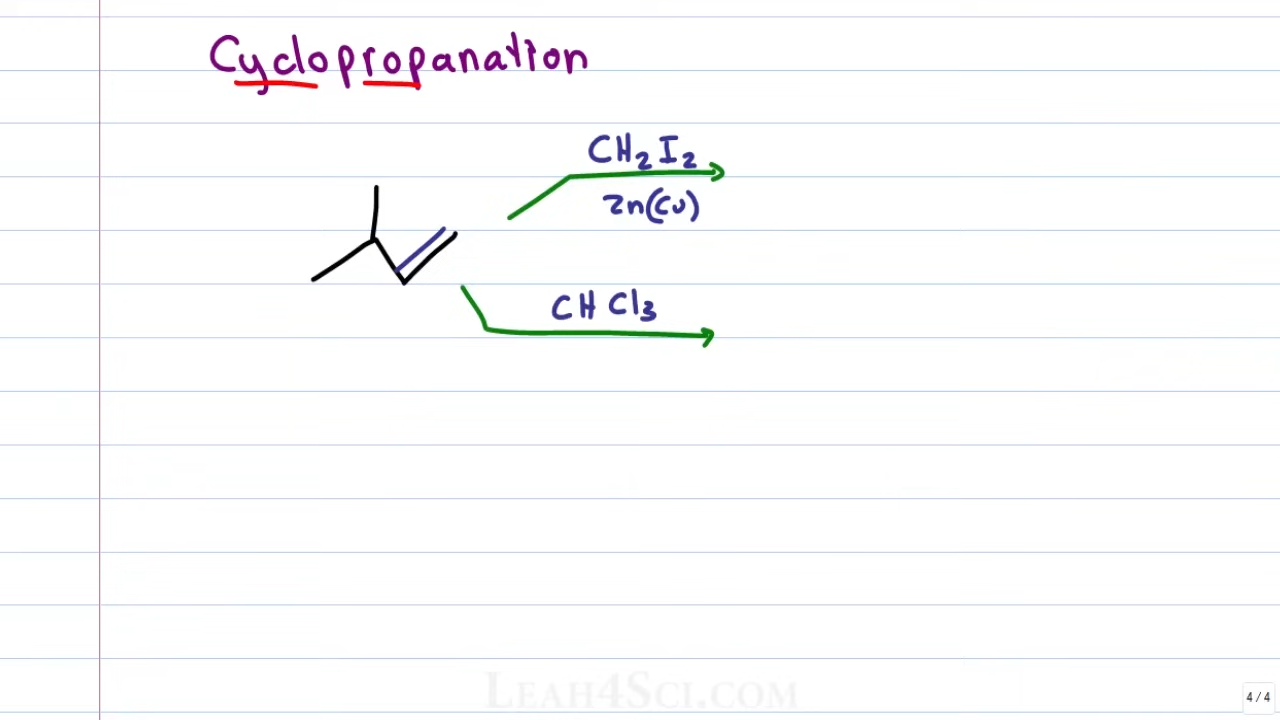 Cyclopropanation
CH2I2
Zn(Cu)
CHCl3
LEAH4SCI.COM
4/4